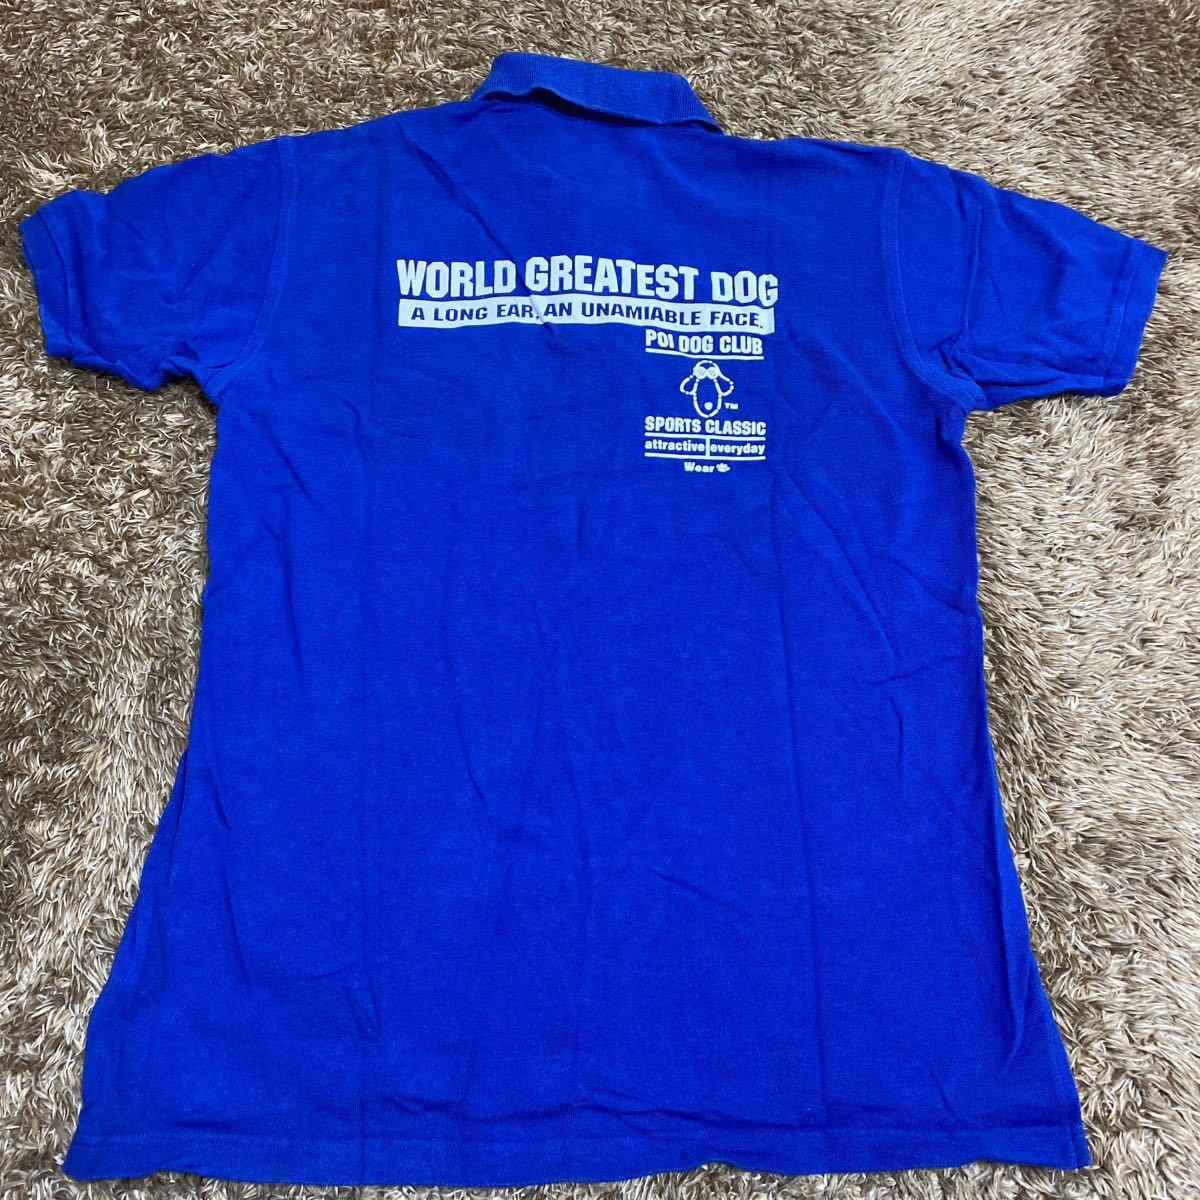 WORLD GREATEST DOG
A LONG EAR, AN UNAMIABLE FACE.
POI DOG CLUB
TM
SPORTS CLASSIC
attractive everyday
Wear